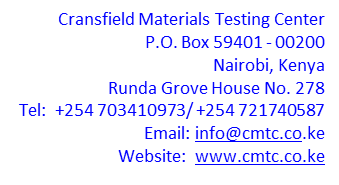 Cransfield Materials Testing Center
P.O. Box 59401 - 00200
Nairobi, Kenya
Runda Grove House No. 278
Tel:  +254 703410973/ +254 721740587
Email: info@cmtc.co.ke
Website:  www.cmtc.co.ke